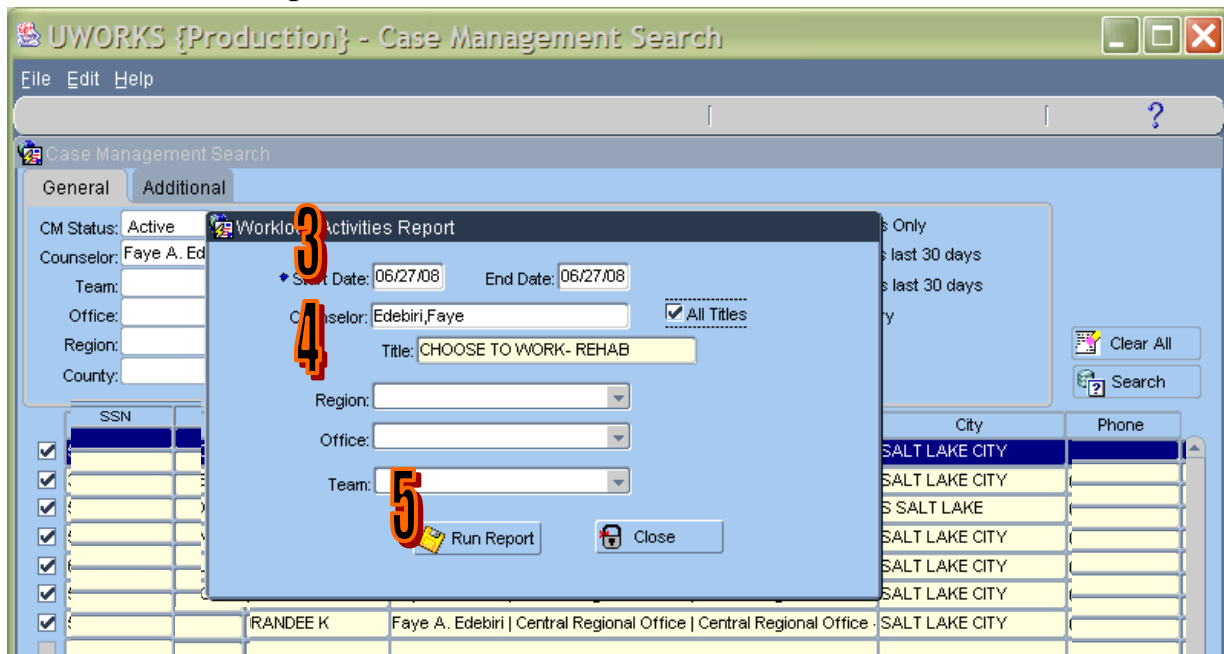 UWORKS {Production} - Case Management Search
File Edit Help
?
Case Management Search
General Additional
CM Status: Active
Counselor: Faye A. Ed
Team:
Office:
Region:
County:
s Only
s last 30 days
s last 30 days
ry
Clear All
Search
Activities Report
3
Date: 06/27/08 End Date: 06/27/08
4
Edebiri,Faye All Titles
Title: CHOOSE TO WORK- REHAB
Region:
Office:
Team:
5
Run Report Close
SSN City Phone
SALT LAKE CITY
SALT LAKE CITY
S SALT LAKE
SALT LAKE CITY
SALT LAKE CITY
SALT LAKE CITY
RANDEE K Faye A. Edebiri | Central Regional Office | Central Regional Office - SALT LAKE CITY